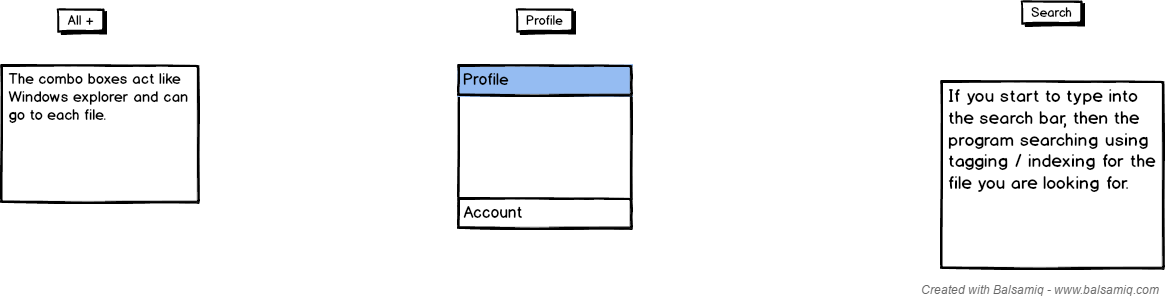 All +
The combo boxes act like
Windows explorer and can
go to each file.
Profile
Profile
Account
Search
If you start to type into
the search bar, then the
program searching using
tagging / indexing for the
file you are looking for.
Created with Balsamiq - www.balsamiq.com